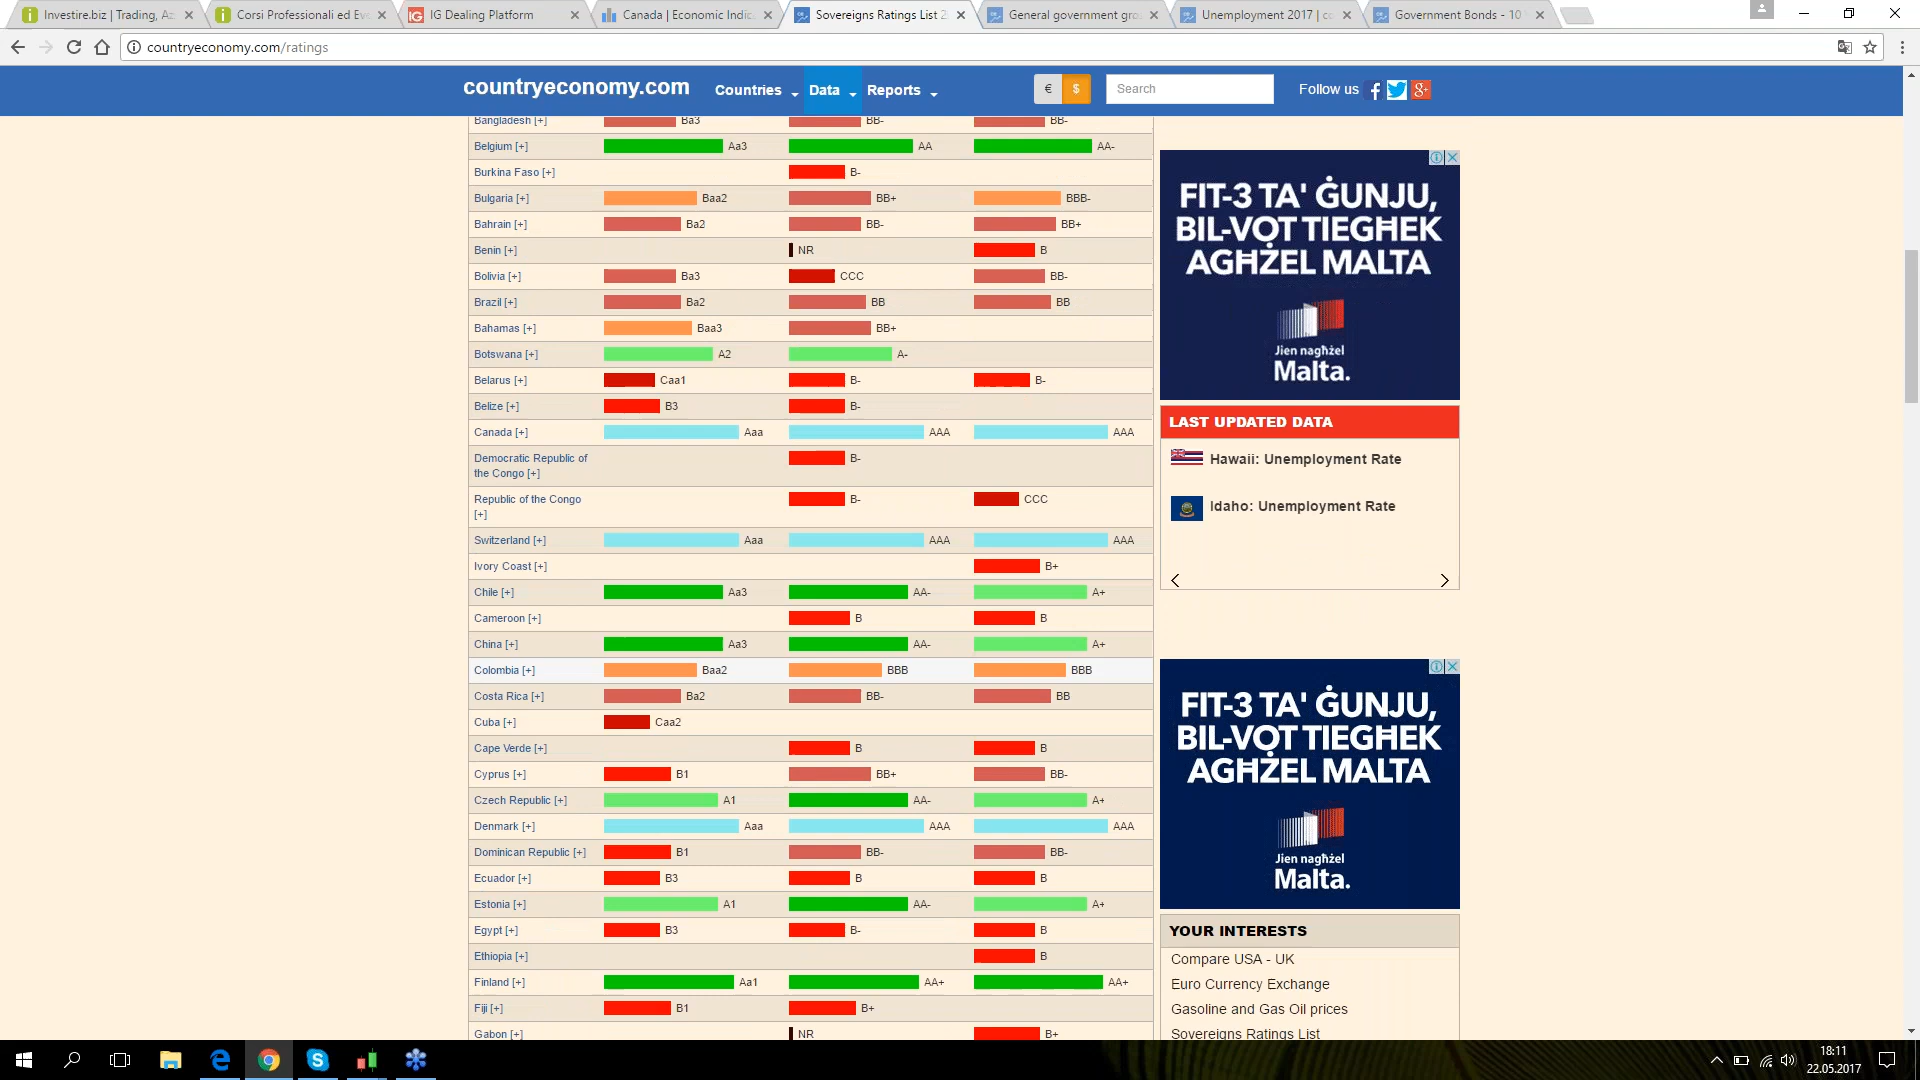 Investire.biz | Trading, Az
Corsi Professionali ed Eve
IG Dealing Platform
Canada | Economic Indic
Sovereigns Ratings List 2
General government gro
Unemployment 2017 | co
Government Bonds - 10
countryeconomy.com/ratings
countryeconomy.com Countries Data Reports € $ Search Follow us
Bangladesh [+] Ba3 BB- BB-
Belgium [+] Aa3 AA AA-
Burkina Faso [+] B-
Bulgaria [+] Baa2 BB+ BBB-
Bahrain [+] Ba2 BB- BB+
Benin [+] NR B
Bolivia [+] Ba3 CCC BB-
Brazil [+] Ba2 BB BB
Bahamas [+] Baa3 BB+
Botswana [+] A2 A-
Belarus [+] Caa1 B- B-
Belize [+] B3 B-
Canada [+] Aaa AAA AAA
Democratic Republic of
the Congo [+] B-
Republic of the Congo
[+] B- CCC
Switzerland [+] Aaa AAA AAA
Ivory Coast [+] B+
Chile [+] Aa3 AA- A+
Cameroon [+] B B
China [+] Aa3 AA- A+
Colombia [+] Baa2 BBB BBB
Costa Rica [+] Ba2 BB- BB
Cuba [+] Caa2
Cape Verde [+] B B
Cyprus [+] B1 BB+ BB-
Czech Republic [+] A1 AA- A+
Denmark [+] Aaa AAA AAA
Dominican Republic [+] B1 BB- BB-
Ecuador [+] B3 B B
Estonia [+] A1 AA- A+
Egypt [+] B3 B- B
Ethiopia [+] B
Finland [+] Aa1 AA+ AA+
Fiji [+] B1 B+
Gabon [+] NR B+
FIT-3 TA' ĠUNJU,
BIL-VOT TIEGĦEK
AGĦŻEL MALTA
Jien nagħżel
Malta.
LAST UPDATED DATA
Hawaii: Unemployment Rate
Idaho: Unemployment Rate
FIT-3 TA' ĠUNJU,
BIL-VOT TIEGĦEK
AGĦŻEL MALTA
Jien nagħżel
Malta.
YOUR INTERESTS
Compare USA - UK
Euro Currency Exchange
Gasoline and Gas Oil prices
Sovereigns Ratings List
18:11
22.05.2017